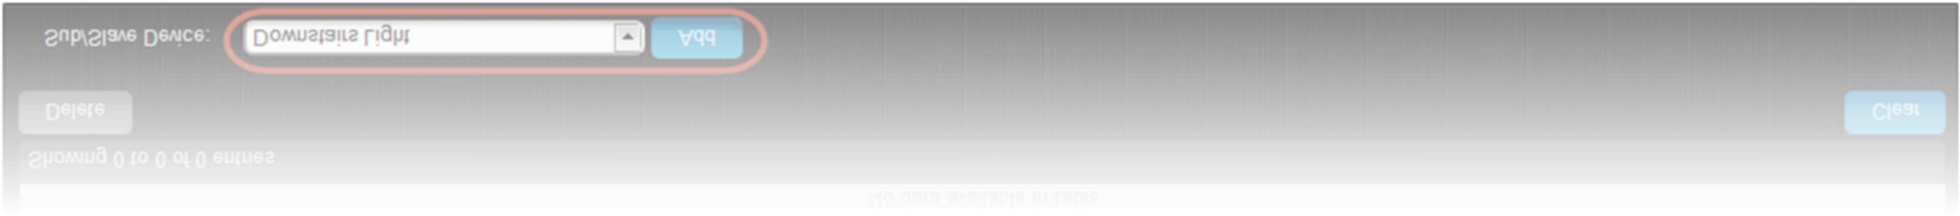 Sub/Slave Device: Downstairs Light Add
Delete Clear
Showing 0 to 0 of 0 entries
No data available in table